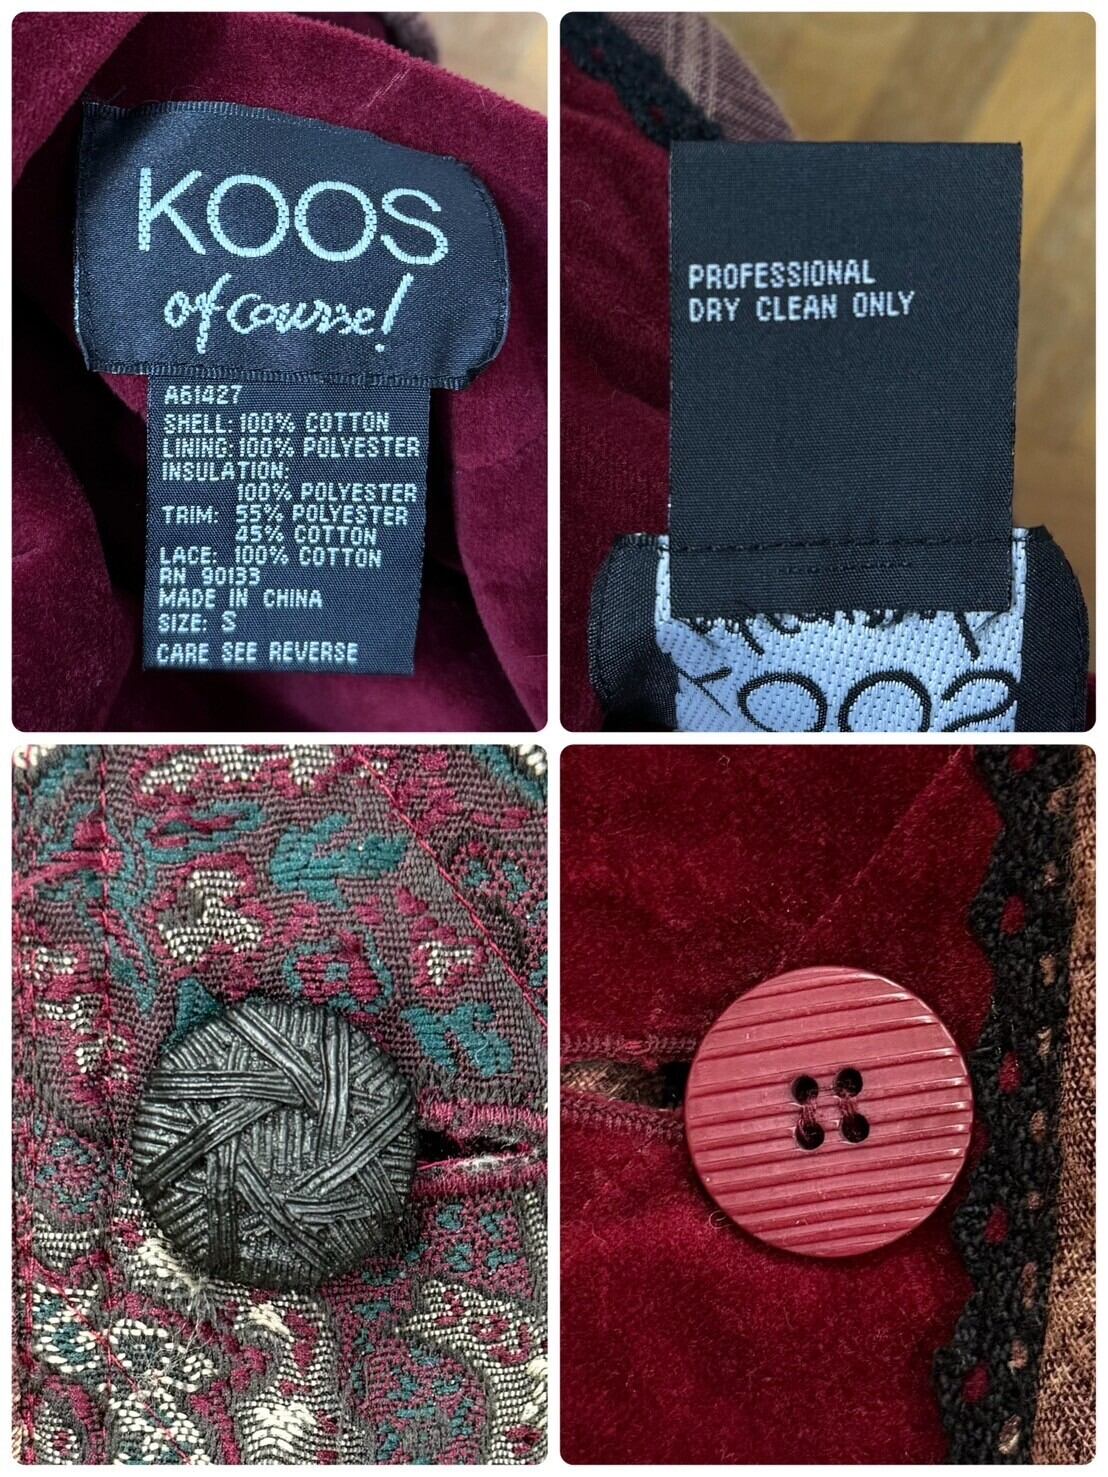 KOOS
of course!
A61427
SHELL: 100% COTTON
LINING: 100% POLYESTER
INSULATION:
100% POLYESTER
TRIM: 55% POLYESTER
45% COTTON
LACE: 100% COTTON
RN 90133
MADE IN CHINA
SIZE: S
CARE SEE REVERSE
PROFESSIONAL
DRY CLEAN ONLY
KOOS